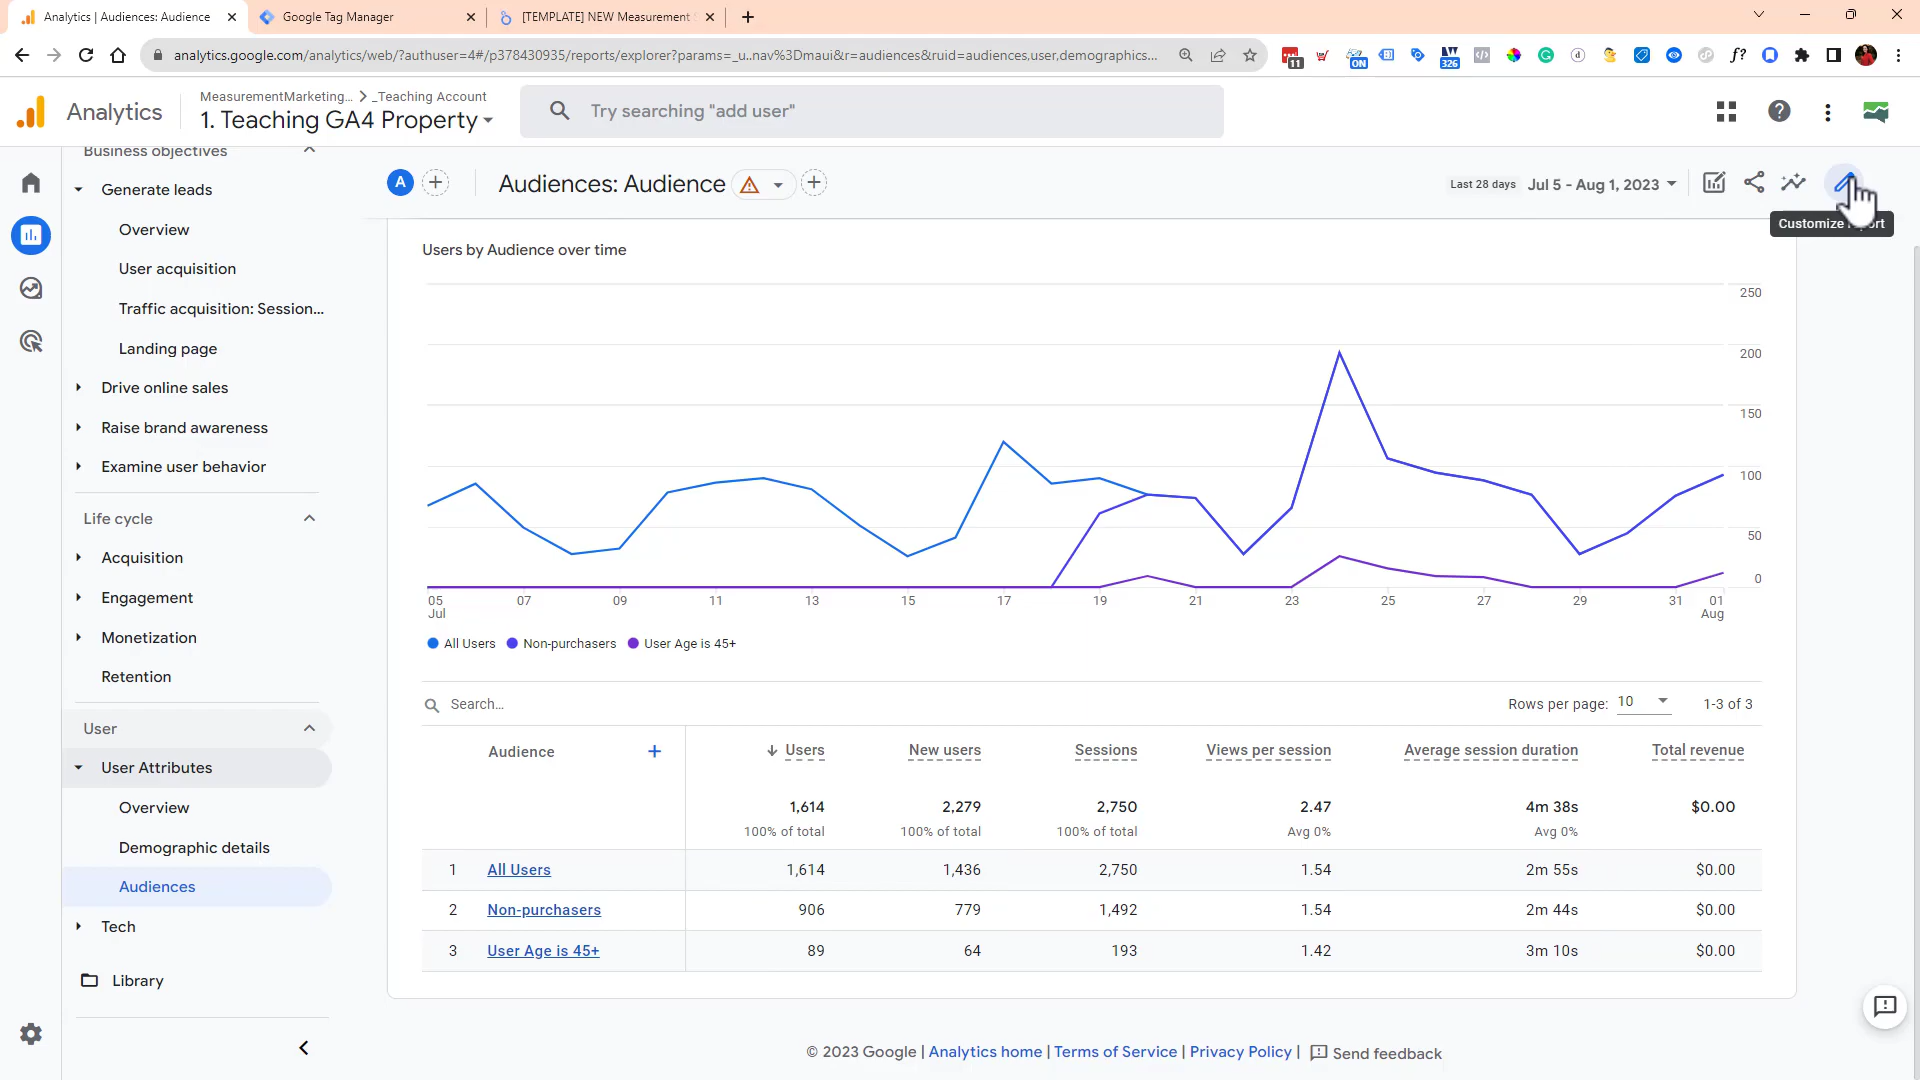 Analytics | Audiences: Audience
Google Tag Manager
[TEMPLATE] NEW Measurement
analytics.google.com/analytics/web/?authuser=4#/p378430935/reports/explorer?params=_u..nav%3Dmaui&r=audiences&ruid=audiences,user,demographics...
11
ON
326
Analytics
MeasurementMarketing... > _Teaching Account
1. Teaching GA4 Property
Try searching "add user"
Business objectives
Generate leads
Overview
User acquisition
Traffic acquisition: Session...
Landing page
Drive online sales
Raise brand awareness
Examine user behavior
Life cycle
Acquisition
Engagement
Monetization
Retention
User
User Attributes
Overview
Demographic details
Audiences
Tech
Library
A
Audiences: Audience
Last 28 days Jul 5 - Aug 1, 2023
Customize
Users by Audience over time
250
200
150
100
50
0
05 07 09 11 13 15 17 19 21 23 25 27 29 31 01
Jul Aug
All Users Non-purchasers User Age is 45+
Search...
Rows per page: 10 1-3 of 3
Audience + Users New users Sessions Views per session Average session duration Total revenue
1,614 2,279 2,750 2.47 4m 38s $0.00
100% of total 100% of total 100% of total Avg 0% Avg 0%
1 All Users 1,614 1,436 2,750 1.54 2m 55s $0.00
2 Non-purchasers 906 779 1,492 1.54 2m 44s $0.00
3 User Age is 45+ 89 64 193 1.42 3m 10s $0.00
© 2023 Google | Analytics home | Terms of Service | Privacy Policy | Send feedback